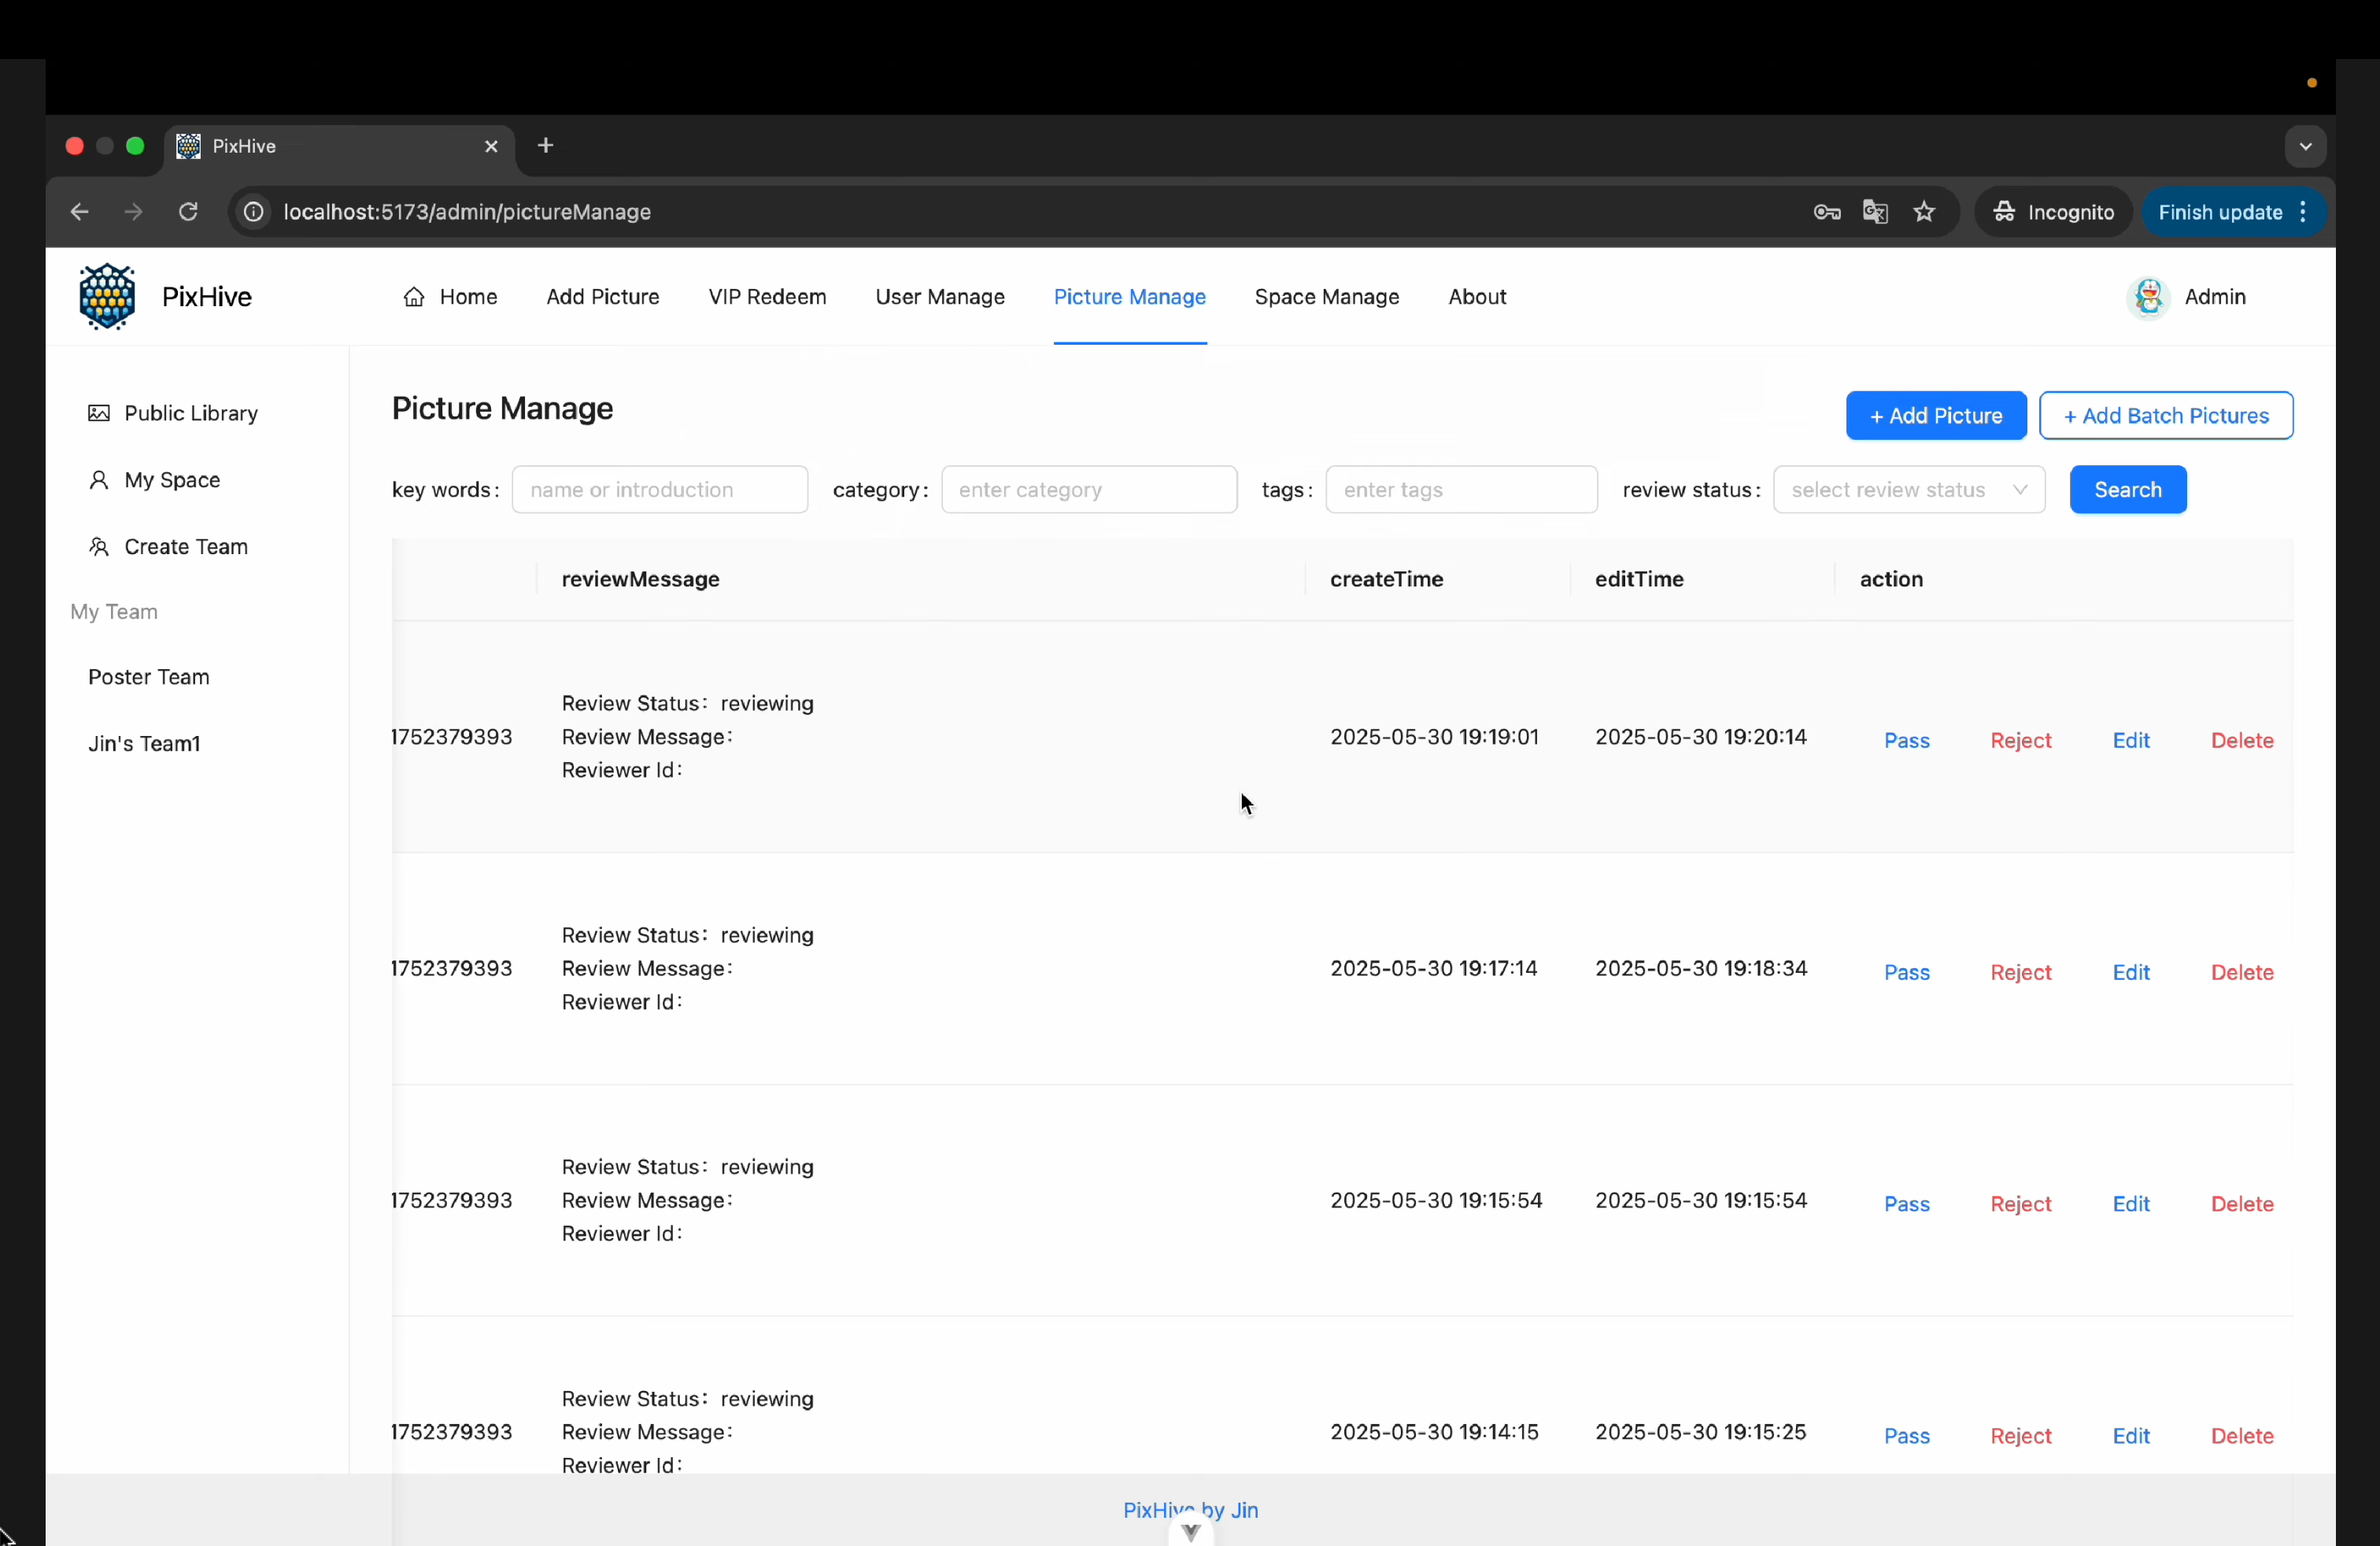 PixHive
localhost:5173/admin/pictureManage
Incognito
Finish update
PixHive
Home
Add Picture
VIP Redeem
User Manage
Picture Manage
Space Manage
About
Admin
Public Library
My Space
Create Team
My Team
Poster Team
Jin's Team1
Picture Manage
+ Add Picture
+ Add Batch Pictures
key words: name or introduction
category: enter category
tags: enter tags
review status: select review status
Search
reviewMessage
createTime
editTime
action
1752379393
Review Status: reviewing
Review Message:
Reviewer Id:
2025-05-30 19:19:01
2025-05-30 19:20:14
Pass
Reject
Edit
Delete
1752379393
Review Status: reviewing
Review Message:
Reviewer Id:
2025-05-30 19:17:14
2025-05-30 19:18:34
Pass
Reject
Edit
Delete
1752379393
Review Status: reviewing
Review Message:
Reviewer Id:
2025-05-30 19:15:54
2025-05-30 19:15:54
Pass
Reject
Edit
Delete
1752379393
Review Status: reviewing
Review Message:
Reviewer Id:
2025-05-30 19:14:15
2025-05-30 19:15:25
Pass
Reject
Edit
Delete
PixHive by Jin